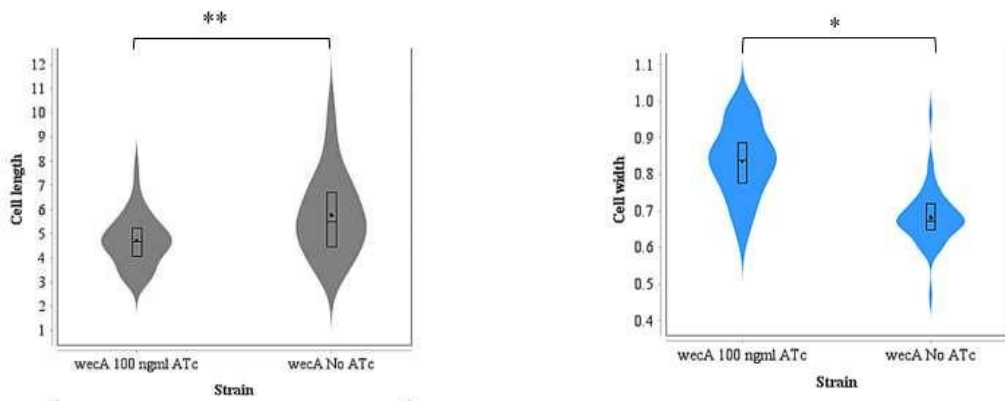 **
12
11
10
9
8
7
6
5
4
3
2
1
Cell length
wecA 100 ngml ATc
wecA No ATc
Strain
*
1.1
1.0
0.9
0.8
0.7
0.6
0.5
0.4
Cell width
wecA 100 ngml ATc
wecA No ATc
Strain